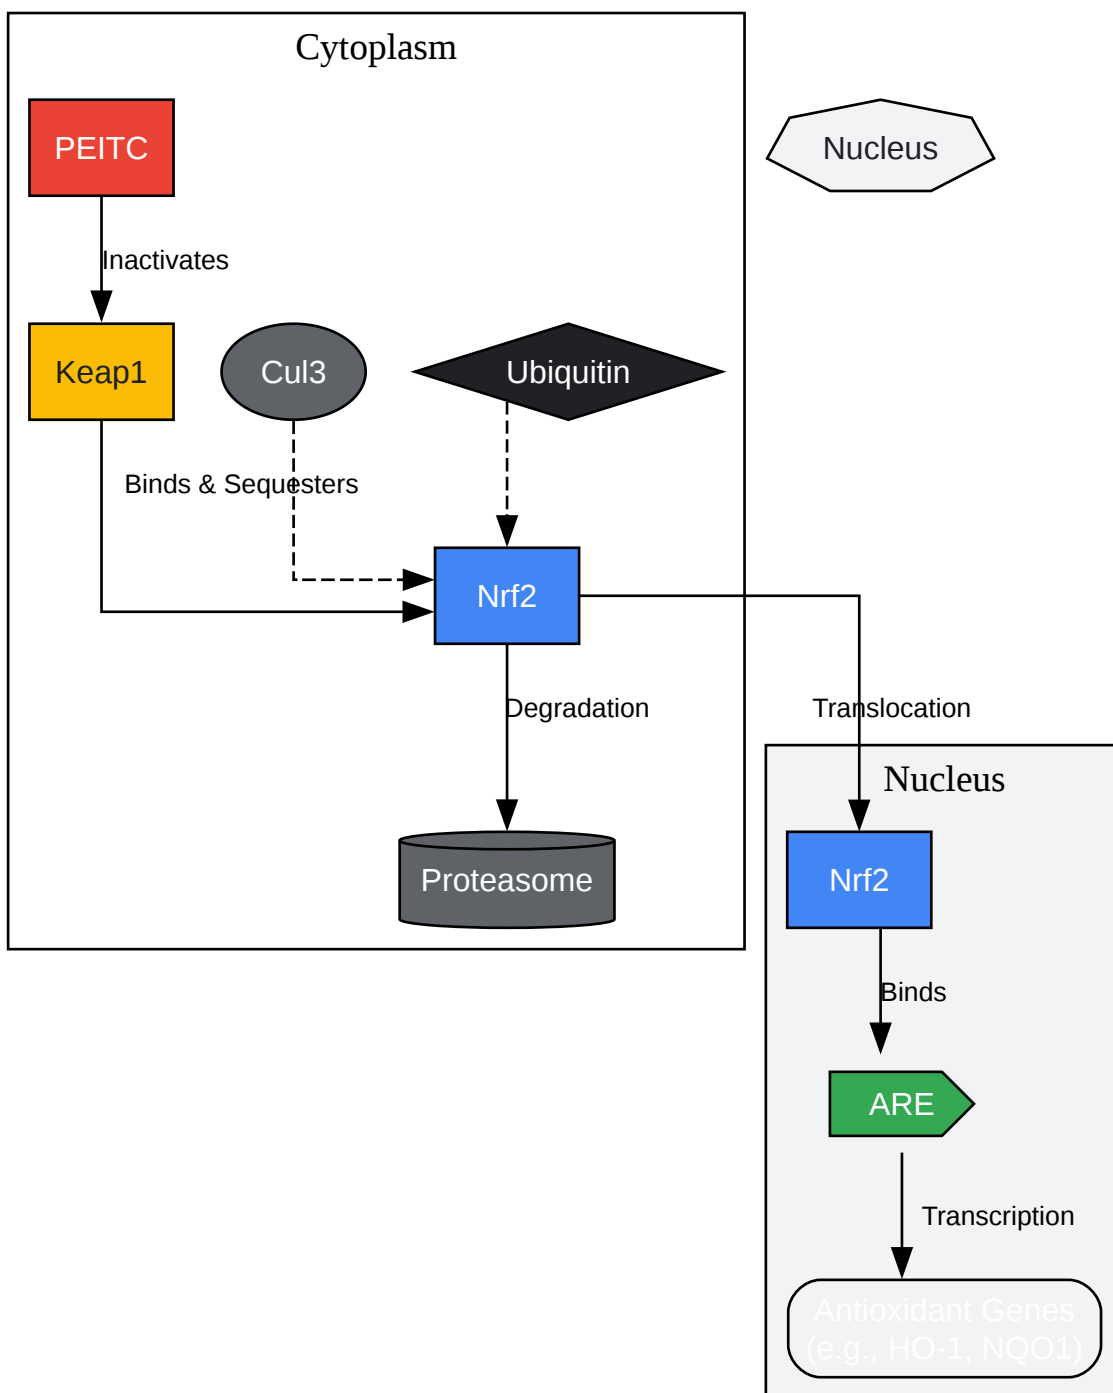 Cytoplasm
PEITC
Nucleus
Inactivates
Keap1
Cul3
Ubiquitin
Binds & Sequesters
Nrf2
Degradation
Translocation
Nucleus
Proteasome
Nrf2
Binds
ARE
Transcription
Antioxidant Genes
(e.g., HO-1, NQO1)